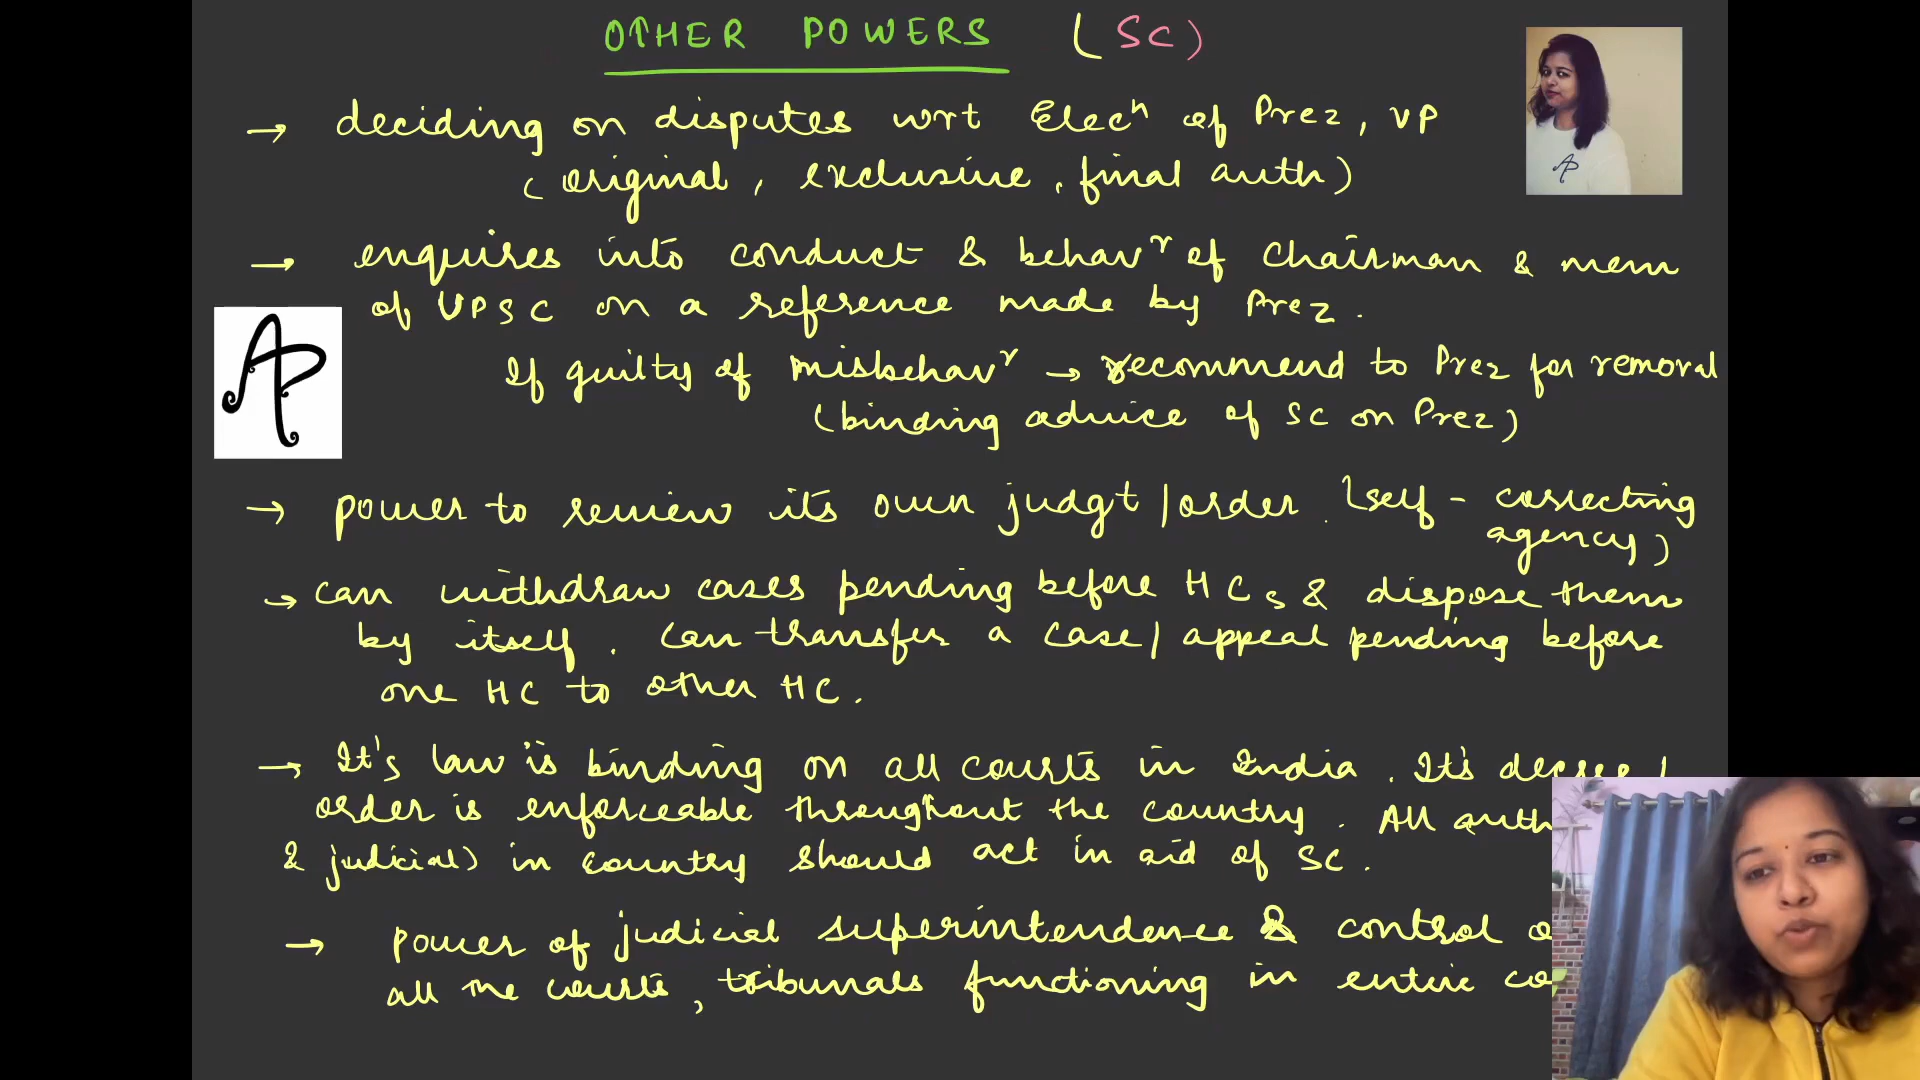 OTHER POWERS (SC)
→ deciding on disputes wrt Elecⁿ of Prez, VP
(original, exclusive, final auth)
AP
→ enquires into conduct & behavʳ of Chairman & mem
of UPSC on a reference made by Prez.
AP
If guilty of misbehavʳ → recommend to Prez for removal
(binding advice of SC on Prez)
→ power to review its own judgt/order. (self-correcting
agency)
→ can withdraw cases pending before HCs & dispose them
by itself. Can transfer a case/appeal pending before
one HC to other HC.
→ It's law is binding on all courts in India. It's decree/
order is enforceable throughout the country. All auth
& judicial) in country should act in aid of SC.
→ power of judicial superintendence & control o
all the courts, tribunals functioning in entire co